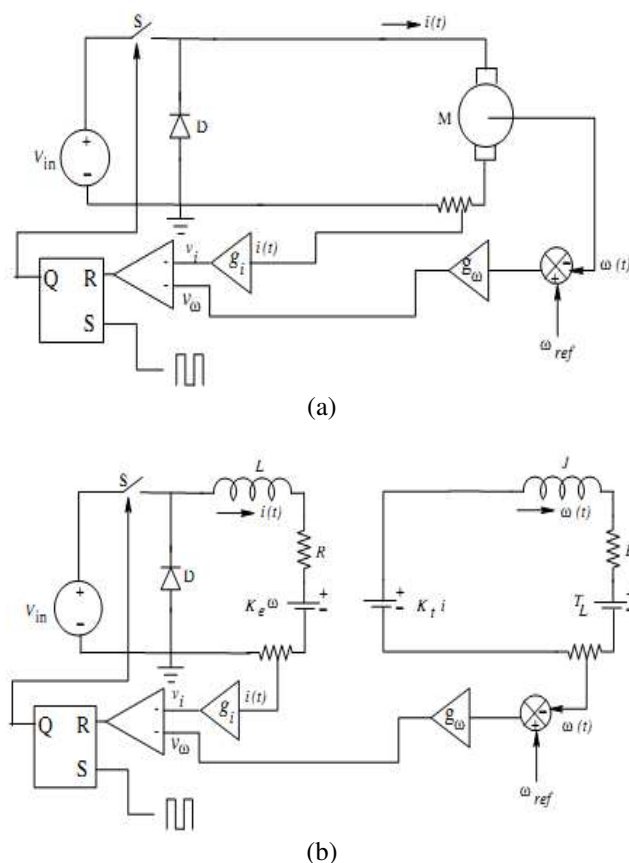 S
i(t)
D
M
V_in
+
-
v_i
g_i
i(t)
Q
R
S
V_ω
g_ω
-
+
ω(t)
ω_ref
(a)
L
J
S
i(t)
ω(t)
R
D
V_in
+
-
K_e ω
+
-
+
-
K_t i
T_L
v_i
g_i
i(t)
Q
R
S
V_ω
g_ω
-
+
ω(t)
ω_ref
(b)